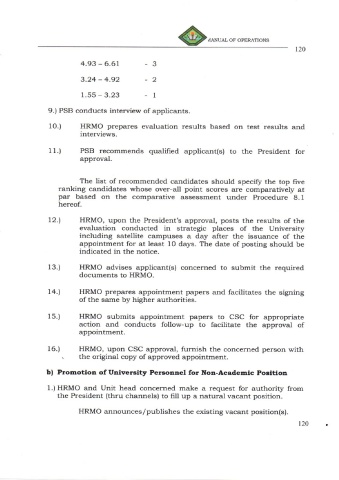 MANUAL OF OPERATIONS
120
4.93 – 6.61 - 3
3.24 – 4.92 - 2
1.55 – 3.23 - 1
9.) PSB conducts interview of applicants.
10.) HRMO prepares evaluation results based on test results and
interviews.
11.) PSB recommends qualified applicant(s) to the President for
approval.
The list of recommended candidates should specify the top five
ranking candidates whose over-all point scores are comparatively at
par based on the comparative assessment under Procedure 8.1
hereof.
12.) HRMO, upon the President's approval, posts the results of the
evaluation conducted in strategic places of the University
including satellite campuses a day after the issuance of the
appointment for at least 10 days. The date of posting should be
indicated in the notice.
13.) HRMO advises applicant(s) concerned to submit the required
documents to HRMO.
14.) HRMO prepares appointment papers and facilitates the signing
of the same by higher authorities.
15.) HRMO submits appointment papers to CSC for appropriate
action and conducts follow-up to facilitate the approval of
appointment.
16.) HRMO, upon CSC approval, furnish the concerned person with
the original copy of approved appointment.
b) Promotion of University Personnel for Non-Academic Position
1.) HRMO and Unit head concerned make a request for authority from
the President (thru channels) to fill up a natural vacant position.
HRMO announces/publishes the existing vacant position(s).
120